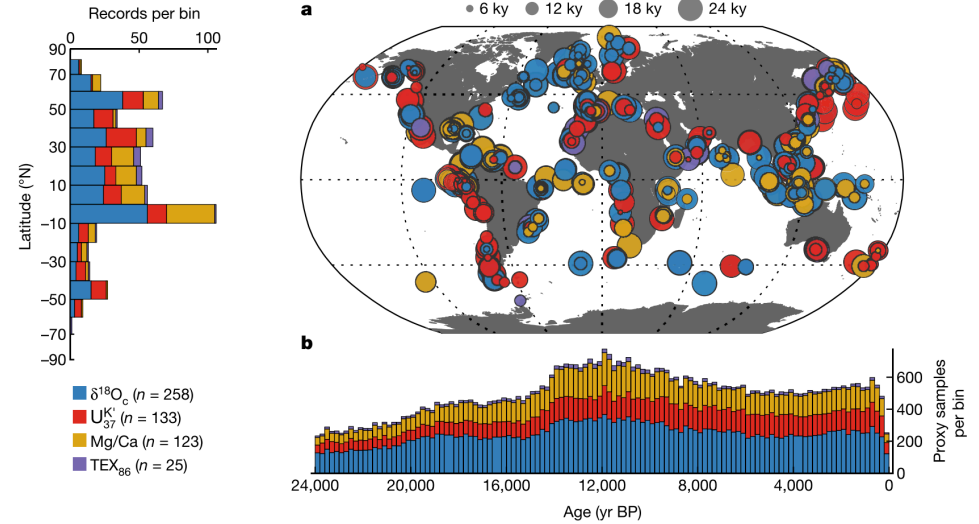 Records per bin
0 50 100
90
70
50
30
10
−10
−30
−50
−70
−90
Latitude (°N)
δ18Oc (n = 258)
UK′37 (n = 133)
Mg/Ca (n = 123)
TEX86 (n = 25)
a
6 ky 12 ky 18 ky 24 ky
b
600
400
200
0
Proxy samples
per bin
24,000 20,000 16,000 12,000 8,000 4,000 0
Age (yr BP)